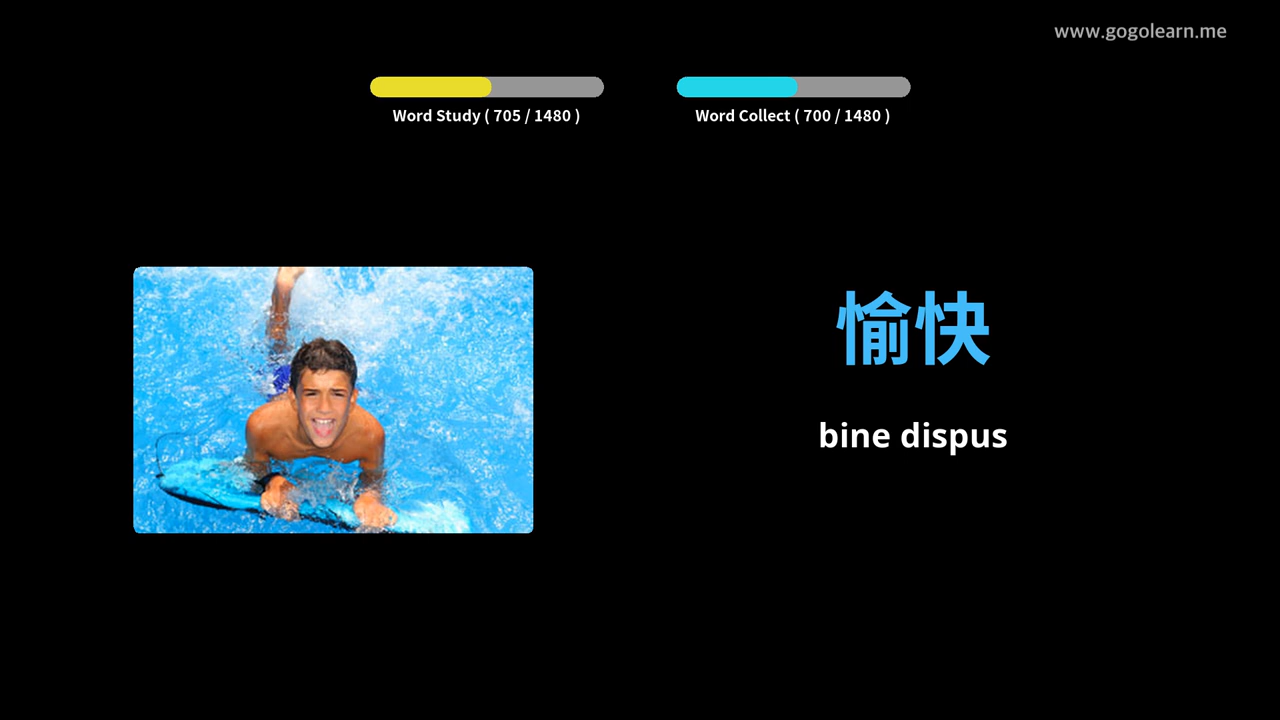 www.gogolearn.me
Word Study ( 705 / 1480 )
Word Collect ( 700 / 1480 )
愉快
bine dispus